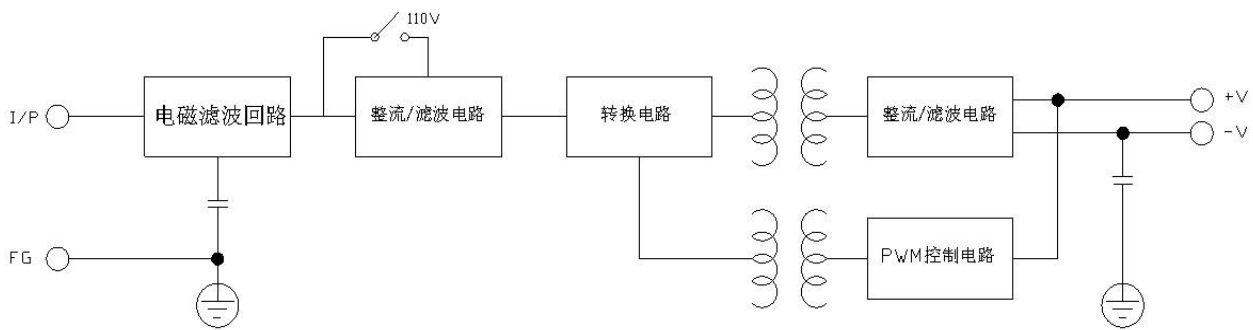 110V
I/P
电磁滤波回路
整流/滤波电路
转换电路
整流/滤波电路
+V
-V
FG
PWM控制电路